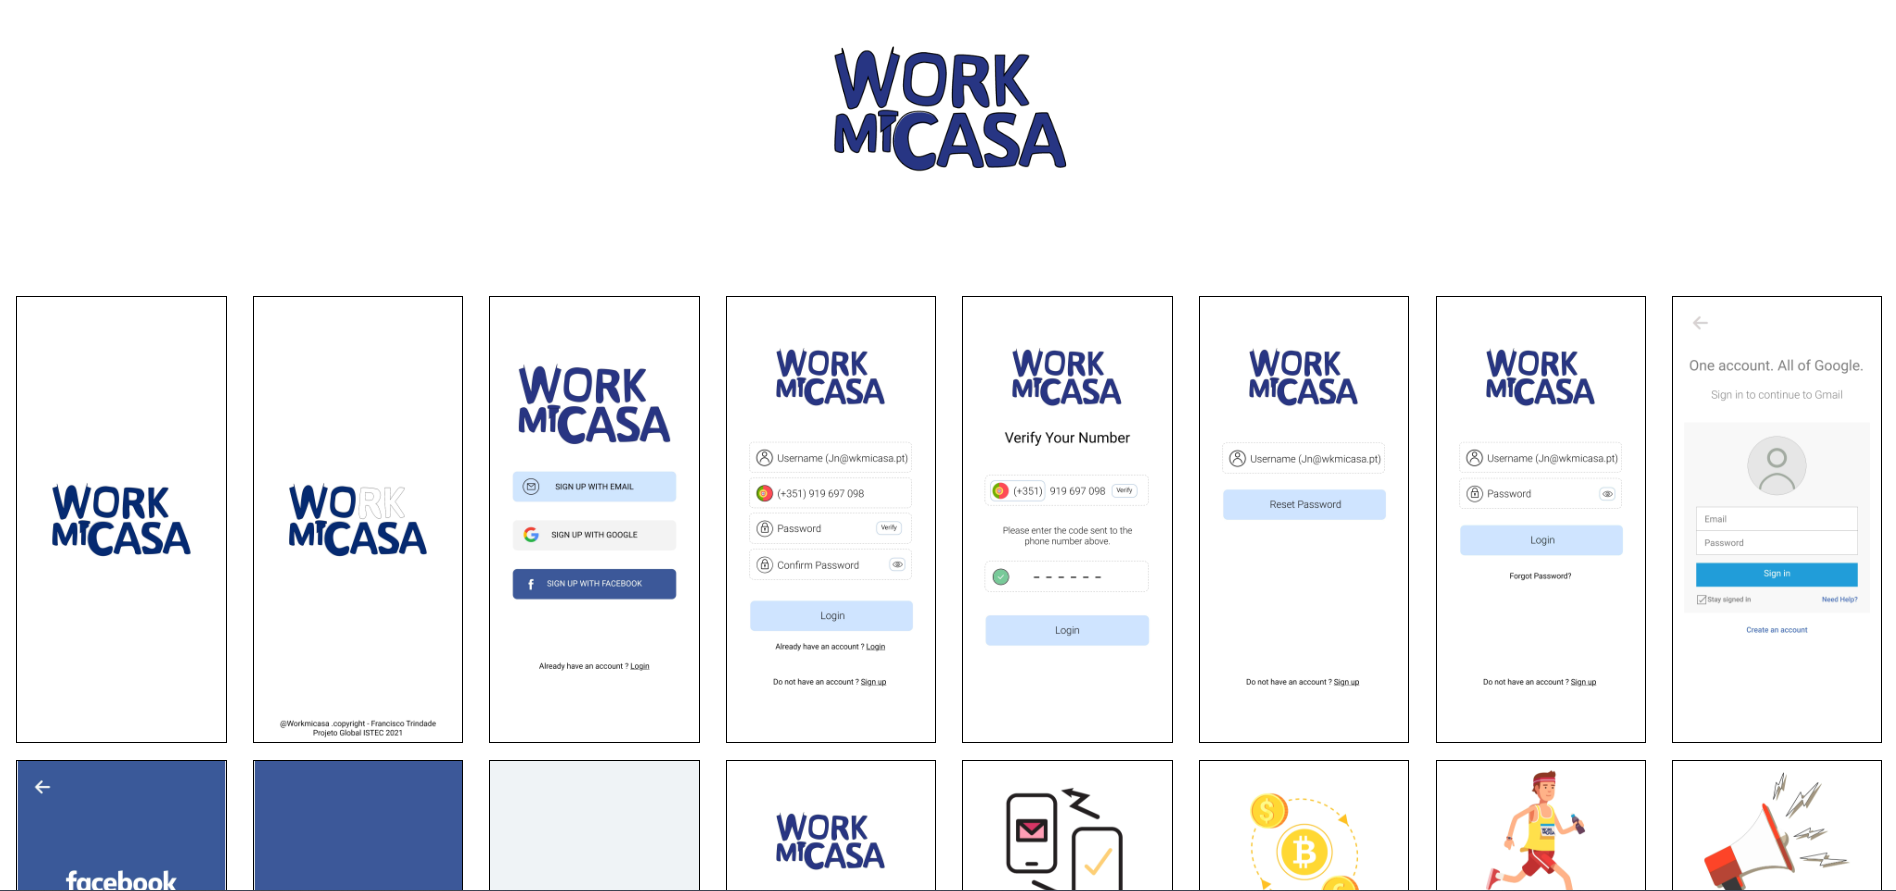 WORK
MICASA
WORK
MICASA
WORK
MICASA
@Workmicasa .copyright - Francisco Trindade
Projeto Global ISTEC 2021
WORK
MICASA
SIGN UP WITH EMAIL
SIGN UP WITH GOOGLE
SIGN UP WITH FACEBOOK
Already have an account ? Login
WORK
MICASA
Username (Jn@wkmicasa.pt)
(+351) 919 697 098
Password
Verify
Confirm Password
Login
Already have an account ? Login
Do not have an account ? Sign up
WORK
MICASA
Verify Your Number
(+351) 919 697 098 Verify
Please enter the code sent to the
phone number above.
- - - - - -
Login
WORK
MICASA
Username (Jn@wkmicasa.pt)
Reset Password
Do not have an account ? Sign up
WORK
MICASA
Username (Jn@wkmicasa.pt)
Password
Login
Forgot Password?
Do not have an account ? Sign up
One account. All of Google.
Sign in to continue to Gmail
Email
Password
Sign in
Stay signed in Need Help?
Create an account
facebook
WORK
MICASA
WORK
MICASA